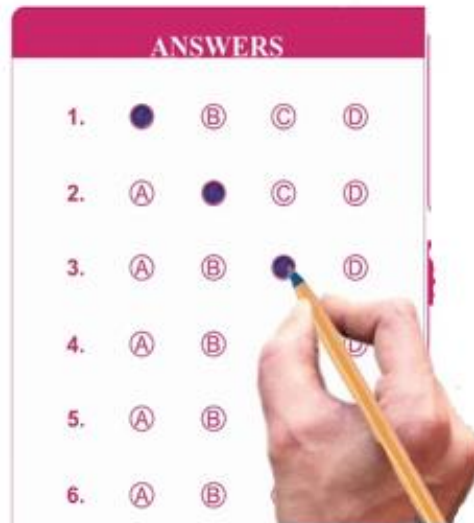 ANSWERS
1. Ⓑ Ⓒ Ⓓ
2. Ⓐ Ⓒ Ⓓ
3. Ⓐ Ⓑ Ⓓ
4. Ⓐ Ⓑ Ⓓ
5. Ⓐ Ⓑ
6. Ⓐ Ⓑ